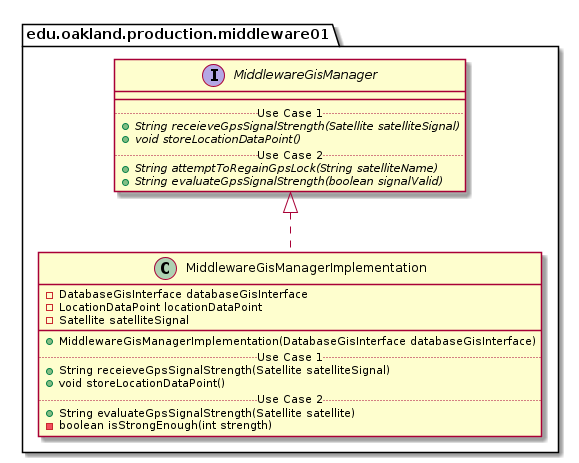 edu.oakland.production.middleware01
I MiddlewareGisManager
Use Case 1
String receieveGpsSignalStrength(Satellite satelliteSignal)
void storeLocationDataPoint()
Use Case 2
String attemptToRegainGpsLock(String satelliteName)
String evaluateGpsSignalStrength(boolean signalValid)
C MiddlewareGisManagerImplementation
DatabaseGisInterface databaseGisInterface
LocationDataPoint locationDataPoint
Satellite satelliteSignal
MiddlewareGisManagerImplementation(DatabaseGisInterface databaseGisInterface)
Use Case 1
String receieveGpsSignalStrength(Satellite satelliteSignal)
void storeLocationDataPoint()
Use Case 2
String evaluateGpsSignalStrength(Satellite satellite)
boolean isStrongEnough(int strength)